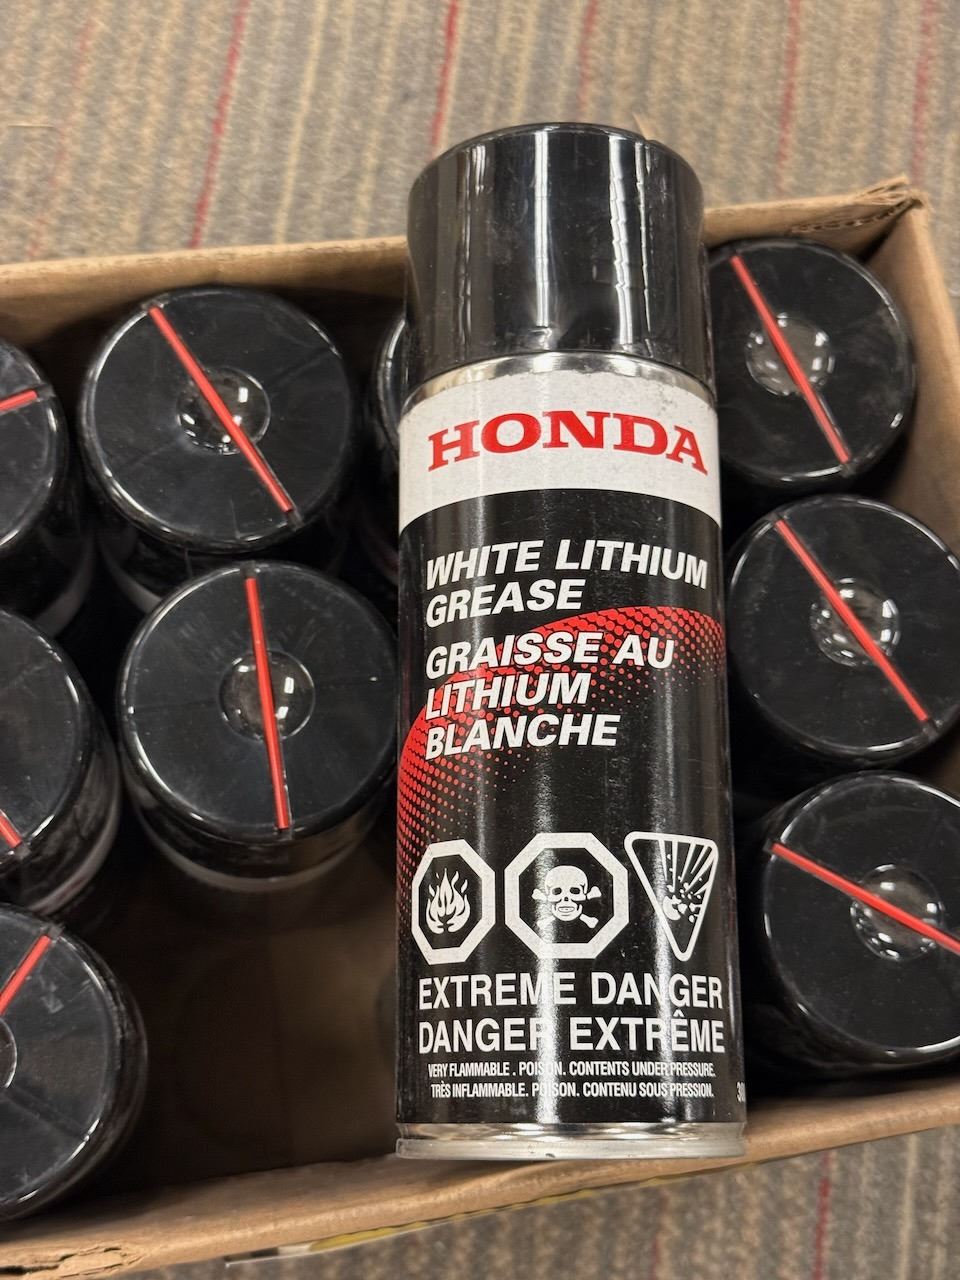 HONDA
WHITE LITHIUM
GREASE
GRAISSE AU
LITHIUM
BLANCHE
EXTREME DANGER
DANGER EXTRÊME
VERY FLAMMABLE . POISON. CONTENTS UNDER PRESSURE.
TRÈS INFLAMMABLE. POISON. CONTENU SOUS PRESSION.